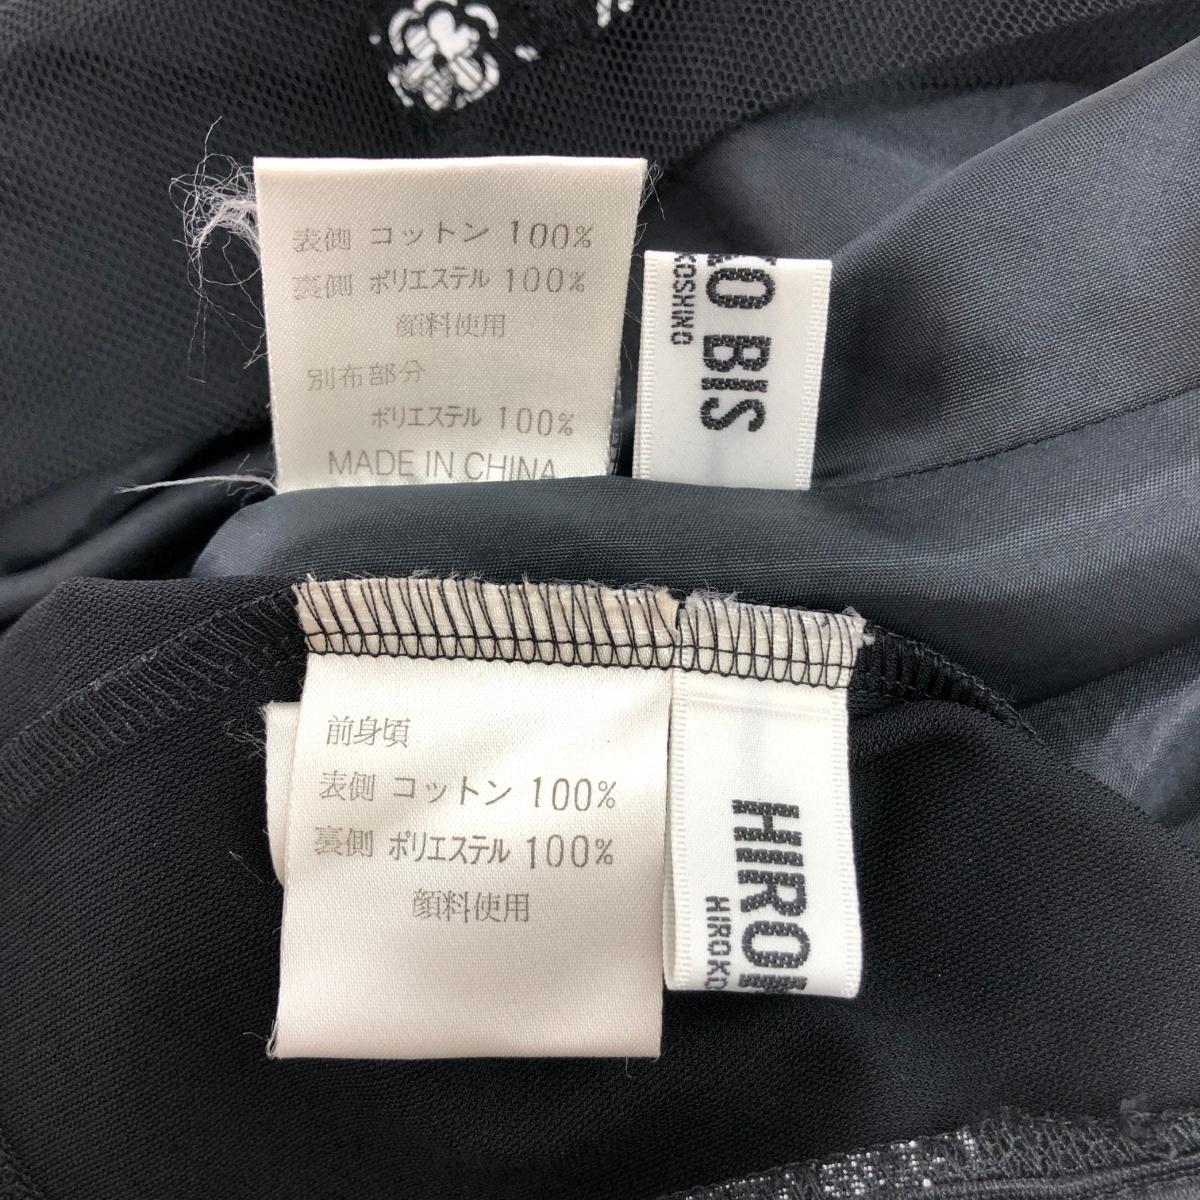 表側 コットン 100%
裏側 ポリエステル 100%
顔料使用
別布部分
ポリエステル 100%
MADE IN CHINA
KO BIS
KOSHINO
前身頃
表側 コットン 100%
裏側 ポリエステル 100%
顔料使用
HIROK
HIROKO